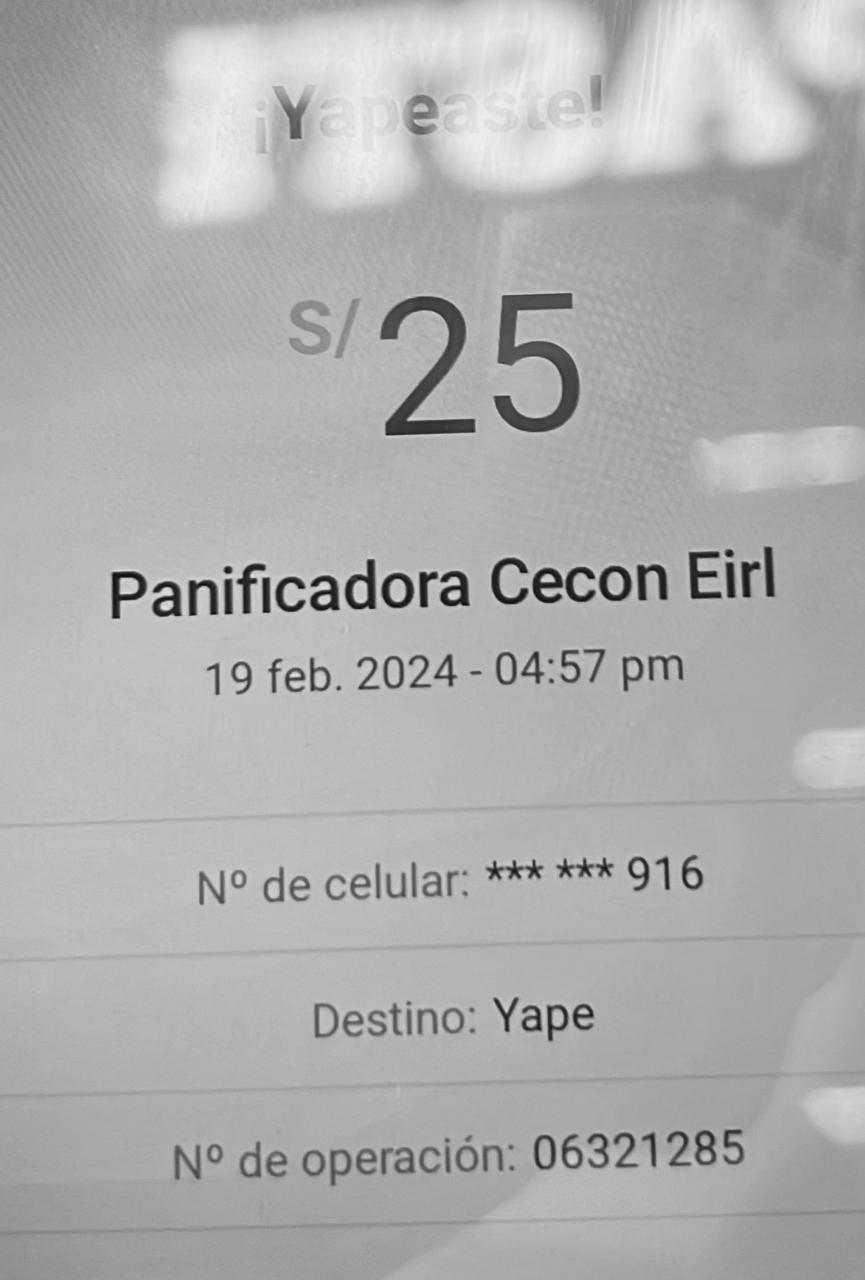 ¡Yapeaste!
S/ 25
Panificadora Cecon Eirl
19 feb. 2024 - 04:57 pm
Nº de celular: *** *** 916
Destino: Yape
Nº de operación: 06321285